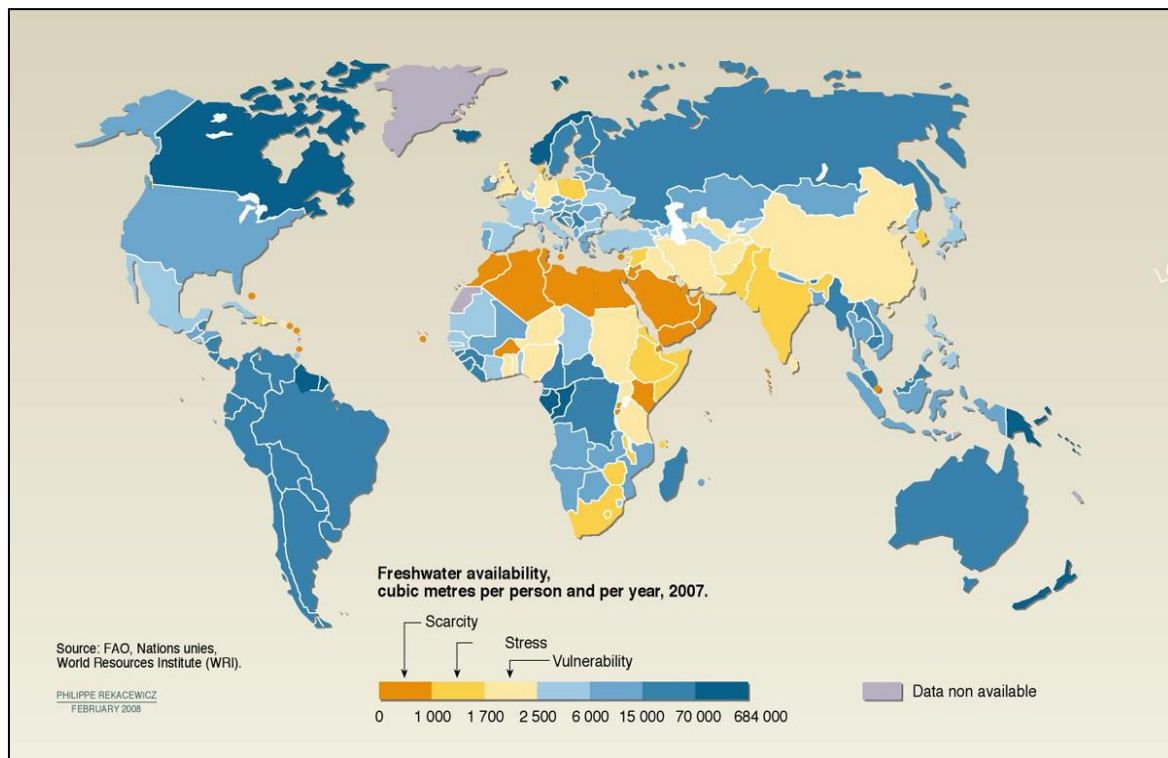 Freshwater availability,
cubic metres per person and per year, 2007.
Scarcity
Stress
Vulnerability
0 1 000 1 700 2 500 6 000 15 000 70 000 684 000
Data non available
Source: FAO, Nations unies,
World Resources Institute (WRI).
PHILIPPE REKACEWICZ
FEBRUARY 2008